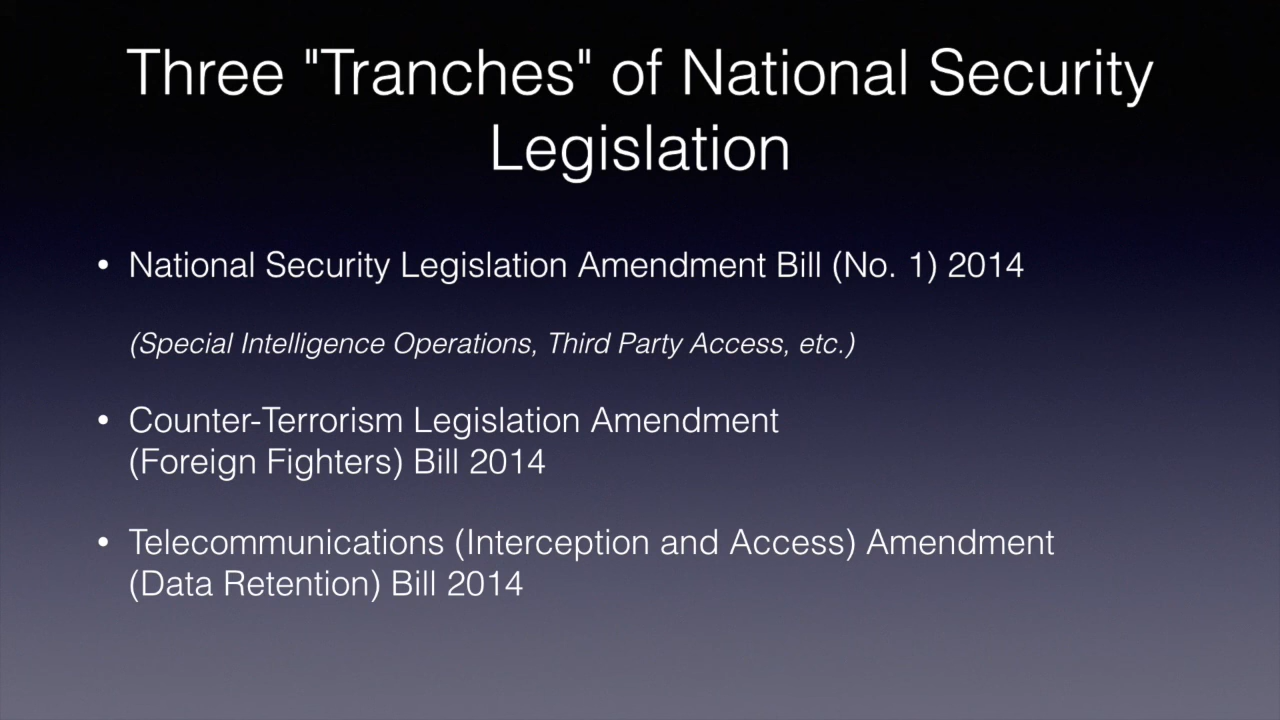 Three "Tranches" of National Security
Legislation
• National Security Legislation Amendment Bill (No. 1) 2014
(Special Intelligence Operations, Third Party Access, etc.)
• Counter-Terrorism Legislation Amendment
(Foreign Fighters) Bill 2014
• Telecommunications (Interception and Access) Amendment
(Data Retention) Bill 2014